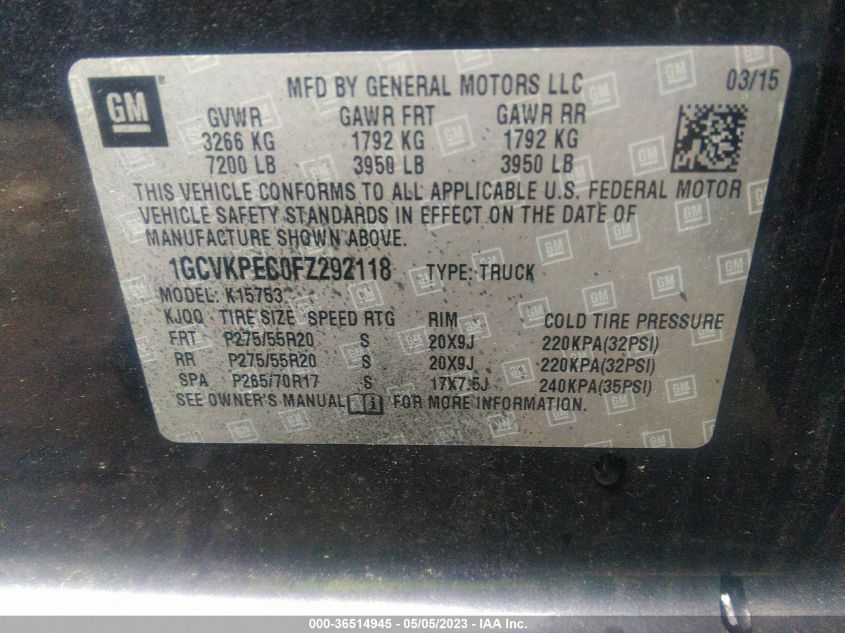 MFD BY GENERAL MOTORS LLC 03/15
GM
GVWR GAWR FRT GAWR RR
3266 KG 1792 KG 1792 KG
7200 LB 3950 LB 3950 LB
THIS VEHICLE CONFORMS TO ALL APPLICABLE U.S. FEDERAL MOTOR
VEHICLE SAFETY STANDARDS IN EFFECT ON THE DATE OF
MANUFACTURE SHOWN ABOVE.
1GCVKPEC0FZ292118 TYPE: TRUCK
MODEL: K15753
KJQQ TIRE SIZE SPEED RTG RIM COLD TIRE PRESSURE
FRT P275/55R20 S 20X9J 220KPA(32PSI)
RR P275/55R20 S 20X9J 220KPA(32PSI)
SPA P265/70R17 S 17X7.5J 240KPA(35PSI)
SEE OWNER'S MANUAL FOR MORE INFORMATION.
000-36514945 - 05/05/2023 - IAA Inc.